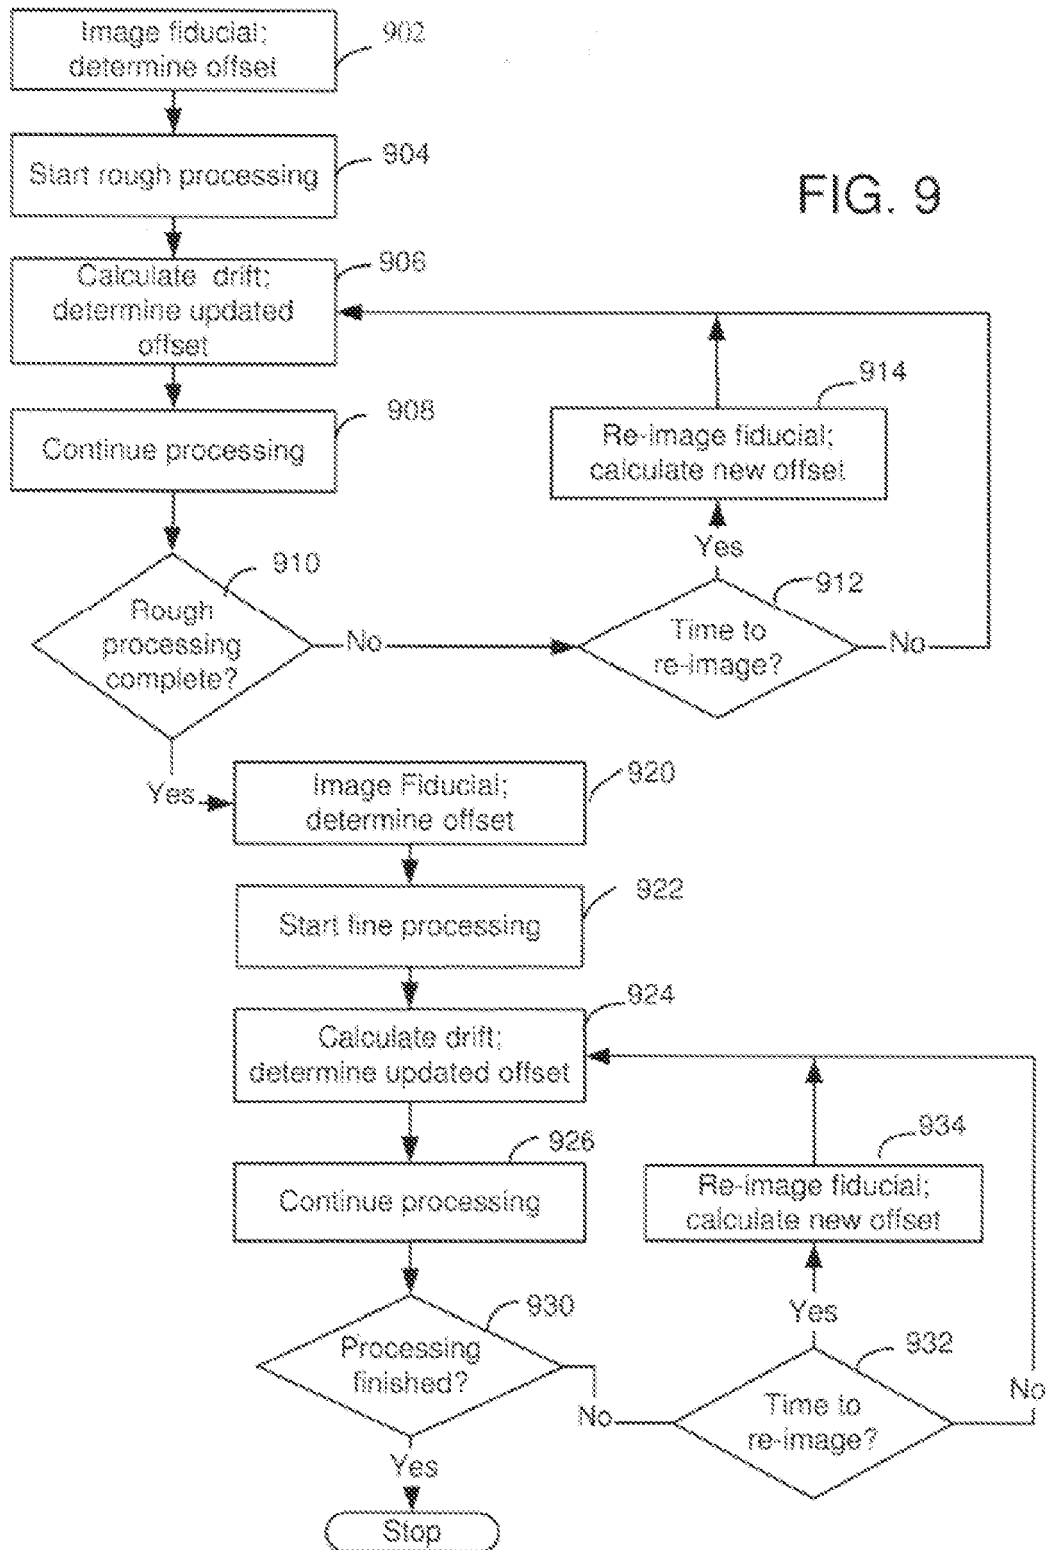 Image fiducial;
determine offset
902
Start rough processing
904
FIG. 9
Calculate drift;
determine updated
offset
906
Continue processing
908
Re-image fiducial;
calculate new offset
914
Yes
Rough
processing
complete?
910
No
Time to
re-image?
912
No
Yes
Image Fiducial;
determine offset
920
Start fine processing
922
Calculate drift;
determine updated offset
924
Continue processing
926
Re-image fiducial;
calculate new offset
934
Yes
Processing
finished?
930
No
Time to
re-image?
932
No
Yes
Stop